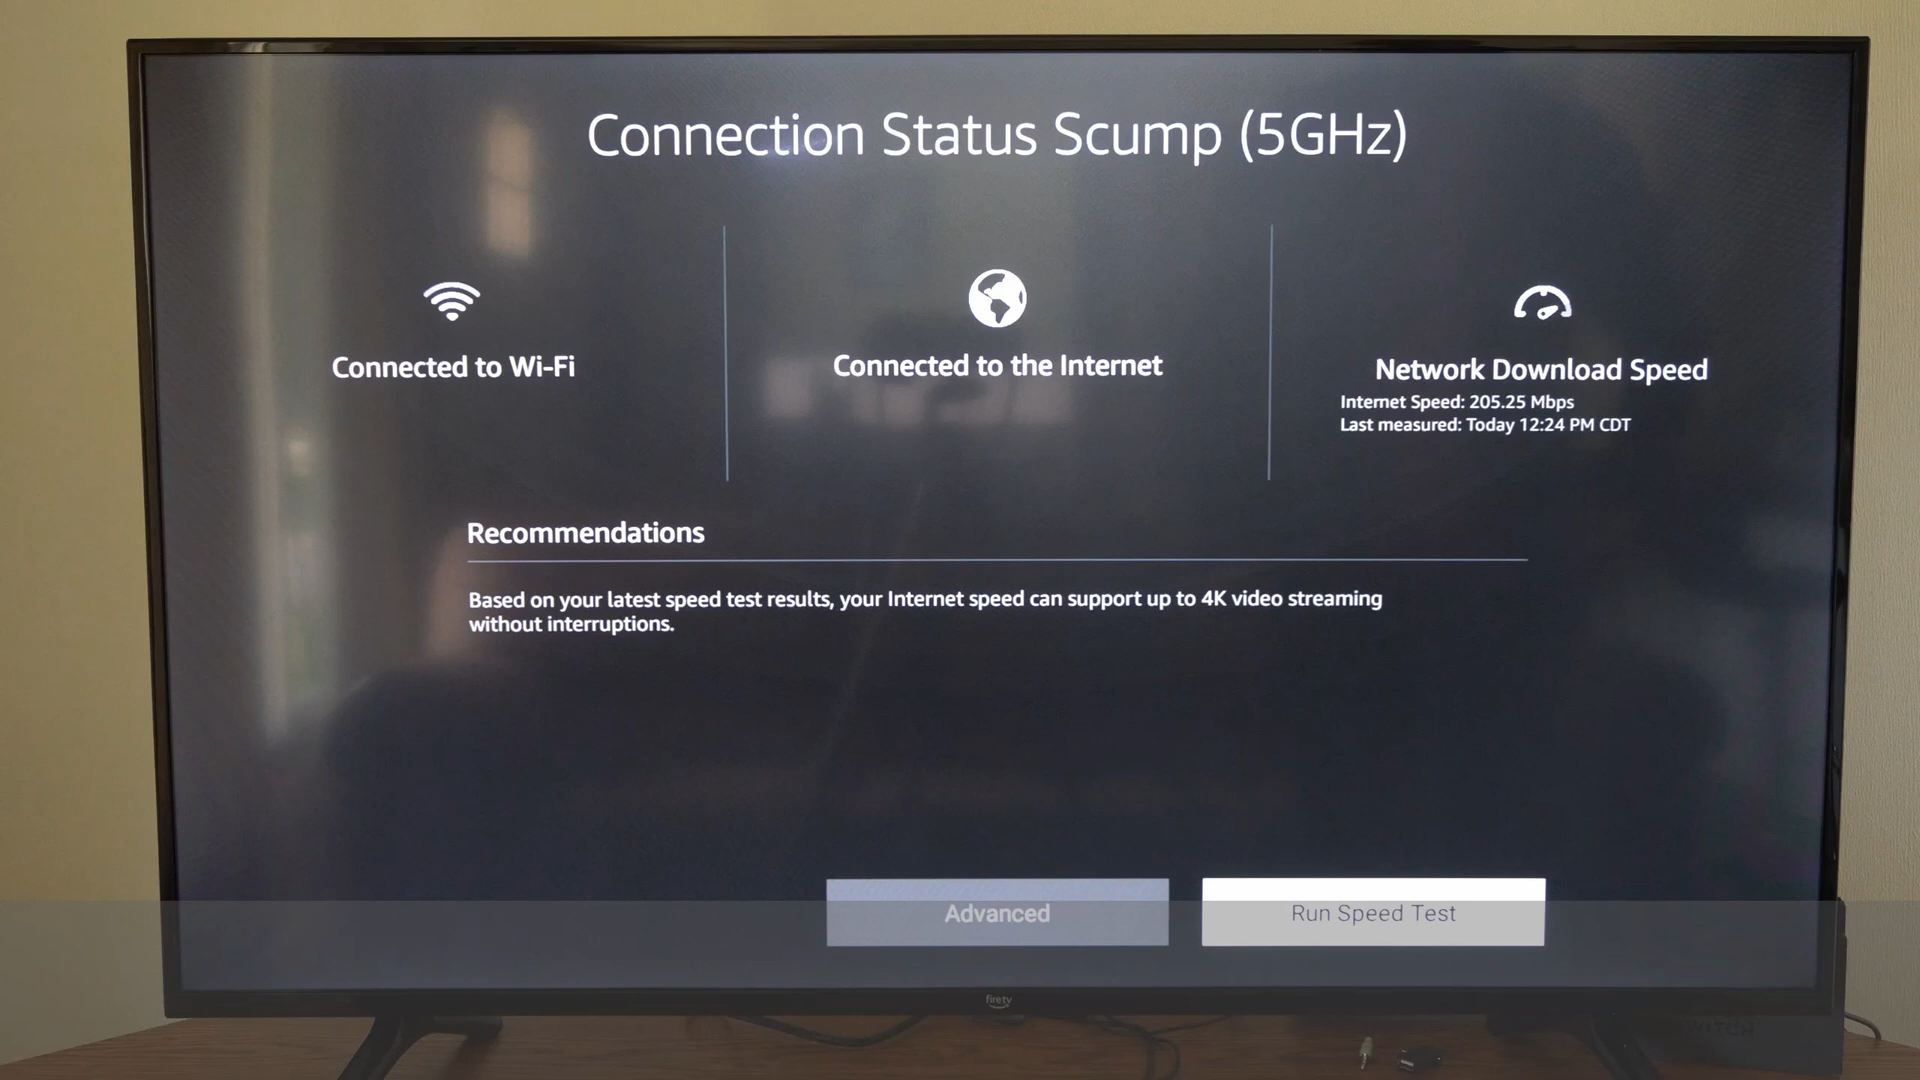 Connection Status Scump (5GHz)
Connected to Wi-Fi
Connected to the Internet
Network Download Speed
Internet Speed: 205.25 Mbps
Last measured: Today 12:24 PM CDT
Recommendations
Based on your latest speed test results, your Internet speed can support up to 4K video streaming
without interruptions.
Advanced
Run Speed Test
firetv